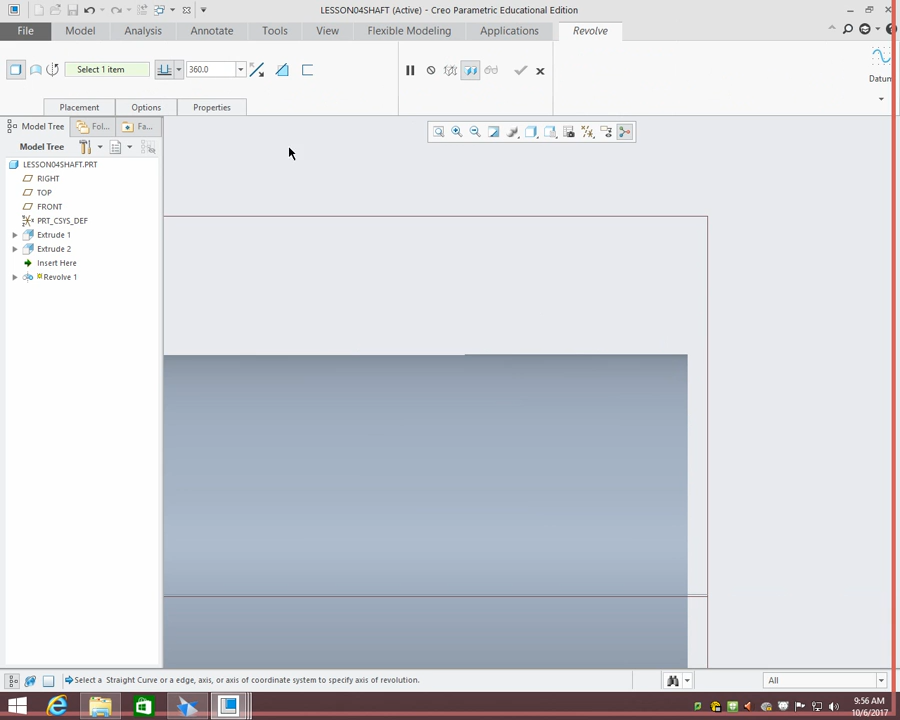 LESSON04SHAFT (Active) - Creo Parametric Educational Edition
File Model Analysis Annotate Tools View Flexible Modeling Applications Revolve
Select 1 item 360.0
Datum
Placement Options Properties
Model Tree Fol... Fa...
Model Tree
LESSON04SHAFT.PRT
RIGHT
TOP
FRONT
PRT_CSYS_DEF
Extrude 1
Extrude 2
Insert Here
Revolve 1
Select a Straight Curve or a edge, axis, or axis of coordinate system to specify axis of revolution.
All
9:56 AM
10/6/2017